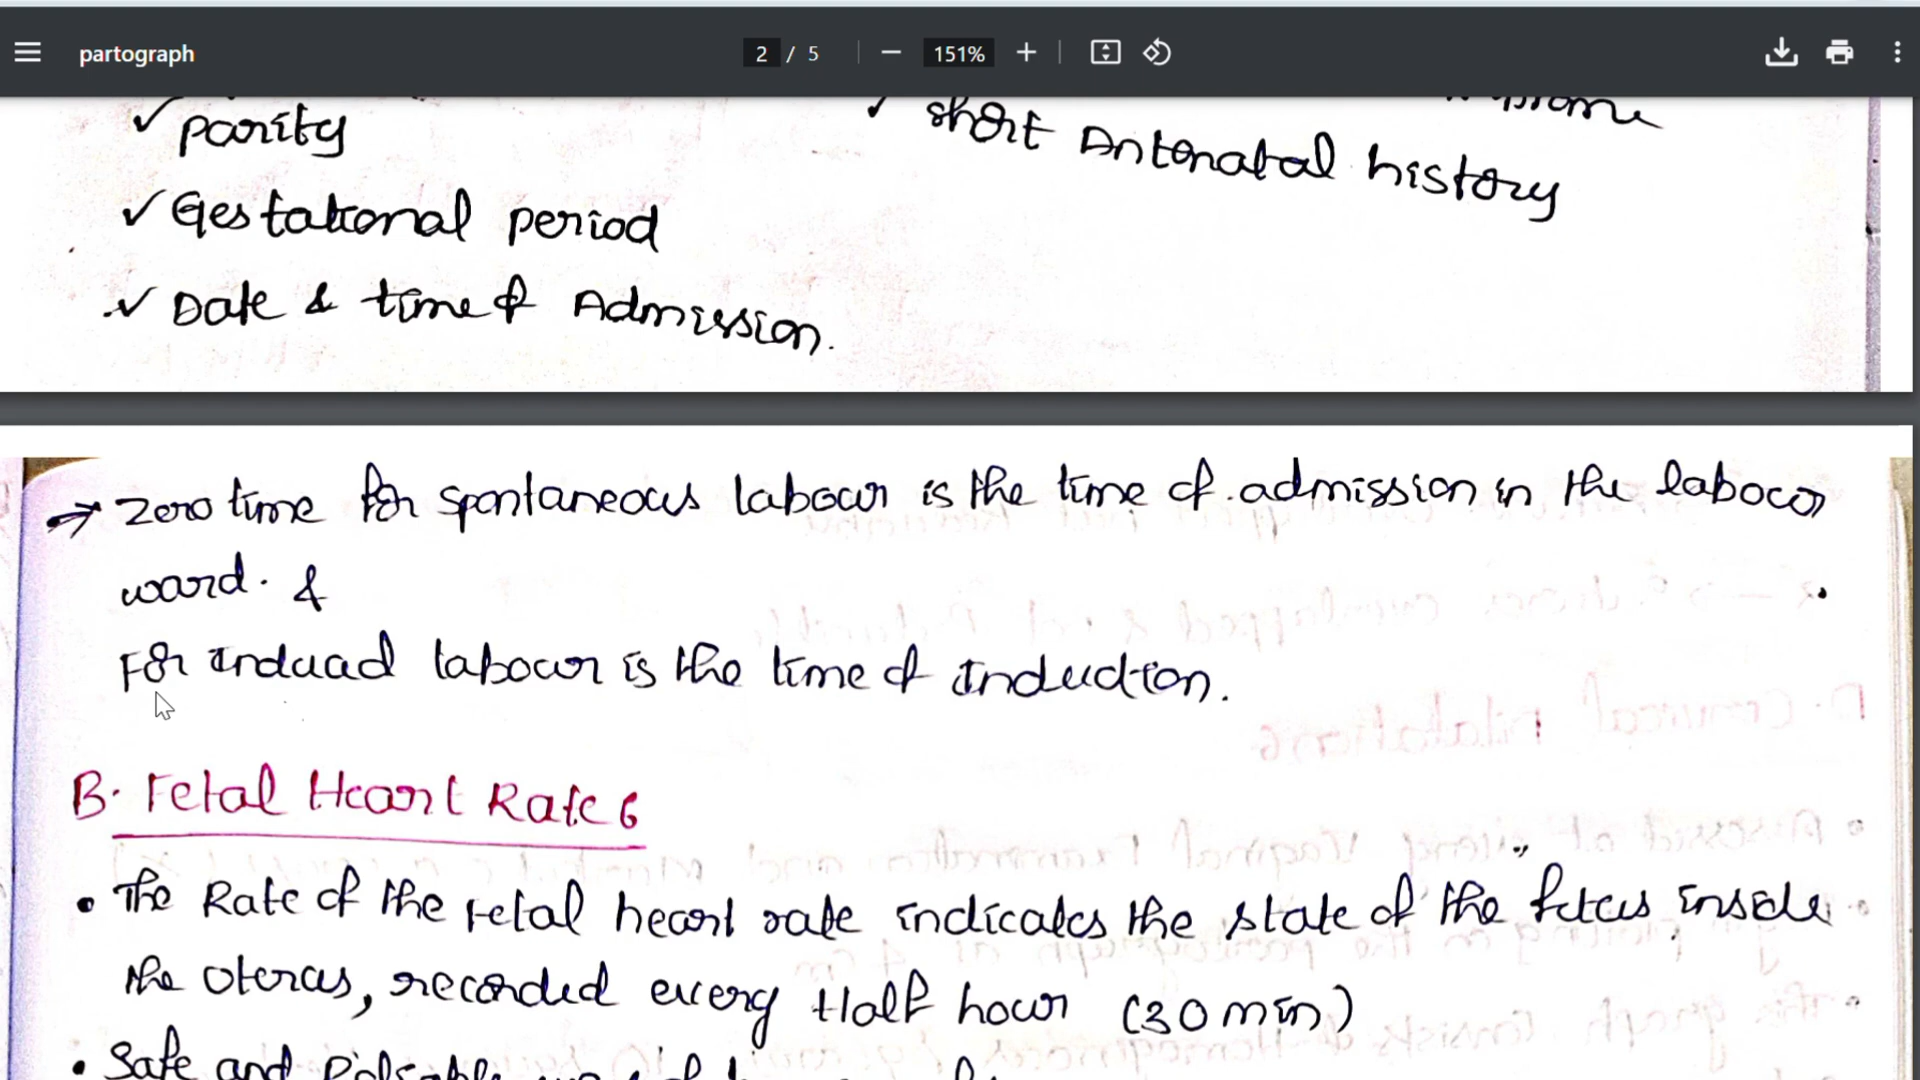 partograph
2 / 5
151%
✓ parity
✓ short Antenatal history
✓ Gestational period
✓ Date & time of Admission.
→ Zero time for spontaneous labour is the time of admission in the labour
ward. &
For Induced labour is the time of Induction.
B. Fetal Heart Rate:
• The Rate of the Fetal heart rate indicates the state of the fetus inside
the Uterus, recorded every Half hour (30 min)
• Safe and